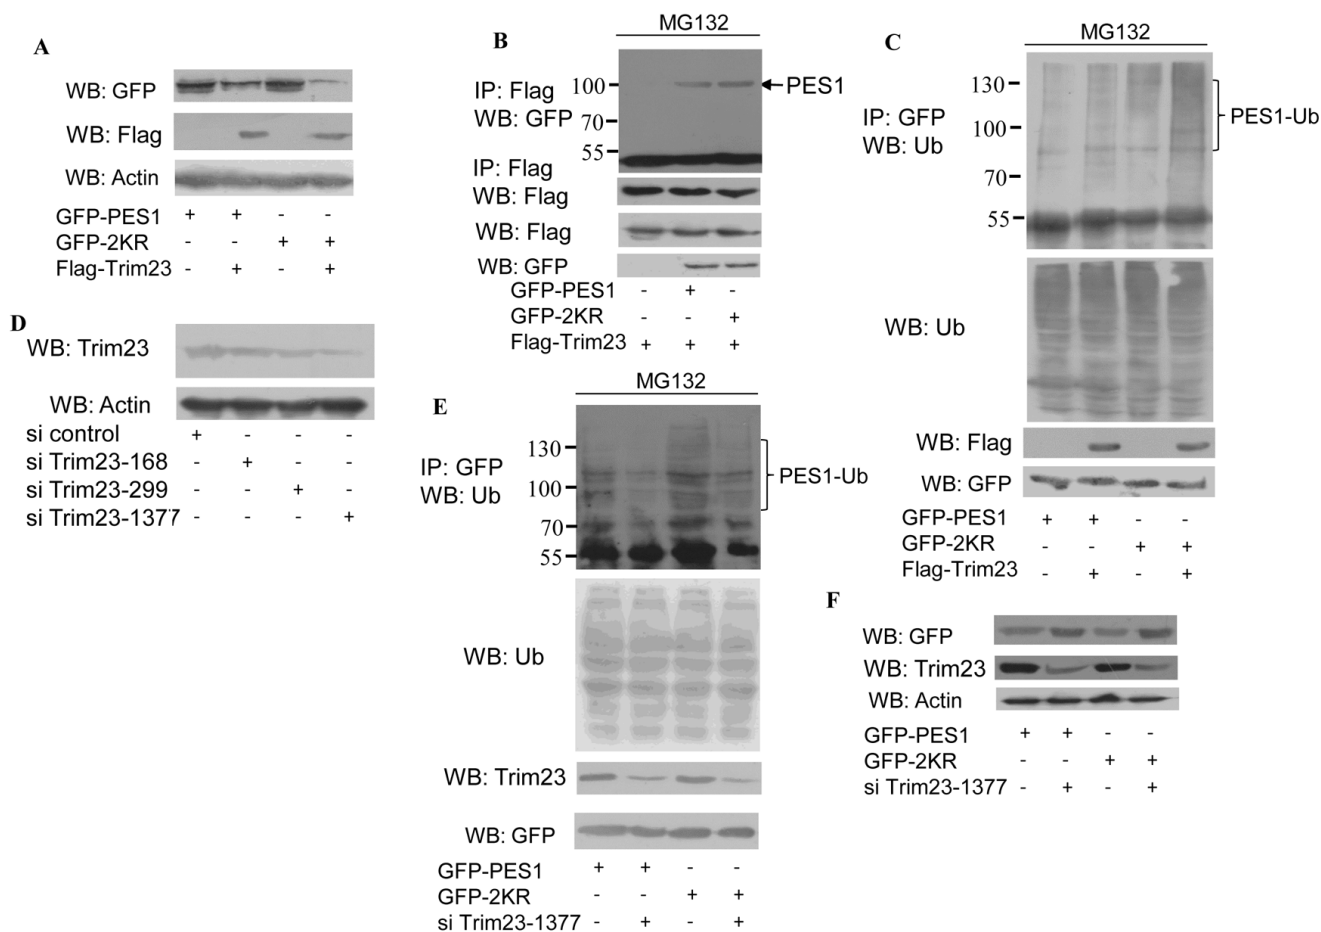 A
WB: GFP
WB: Flag
WB: Actin
GFP-PES1 + + - -
GFP-2KR - - + +
Flag-Trim23 - + - +
B
MG132
IP: Flag
WB: GFP
100
70
55
PES1
IP: Flag
WB: Flag
WB: Flag
WB: GFP
GFP-PES1 - + -
GFP-2KR - - +
Flag-Trim23 + + +
C
MG132
IP: GFP
WB: Ub
130
100
70
55
PES1-Ub
WB: Ub
WB: Flag
WB: GFP
GFP-PES1 + + - -
GFP-2KR - - + +
Flag-Trim23 - + - +
D
WB: Trim23
WB: Actin
si control + - - -
si Trim23-168 - + - -
si Trim23-299 - - + -
si Trim23-1377 - - - +
E
MG132
IP: GFP
WB: Ub
130
100
70
55
PES1-Ub
WB: Ub
WB: Trim23
WB: GFP
GFP-PES1 + + - -
GFP-2KR - - + +
si Trim23-1377 - + - +
F
WB: GFP
WB: Trim23
WB: Actin
GFP-PES1 + + - -
GFP-2KR - - + +
si Trim23-1377 - + - +